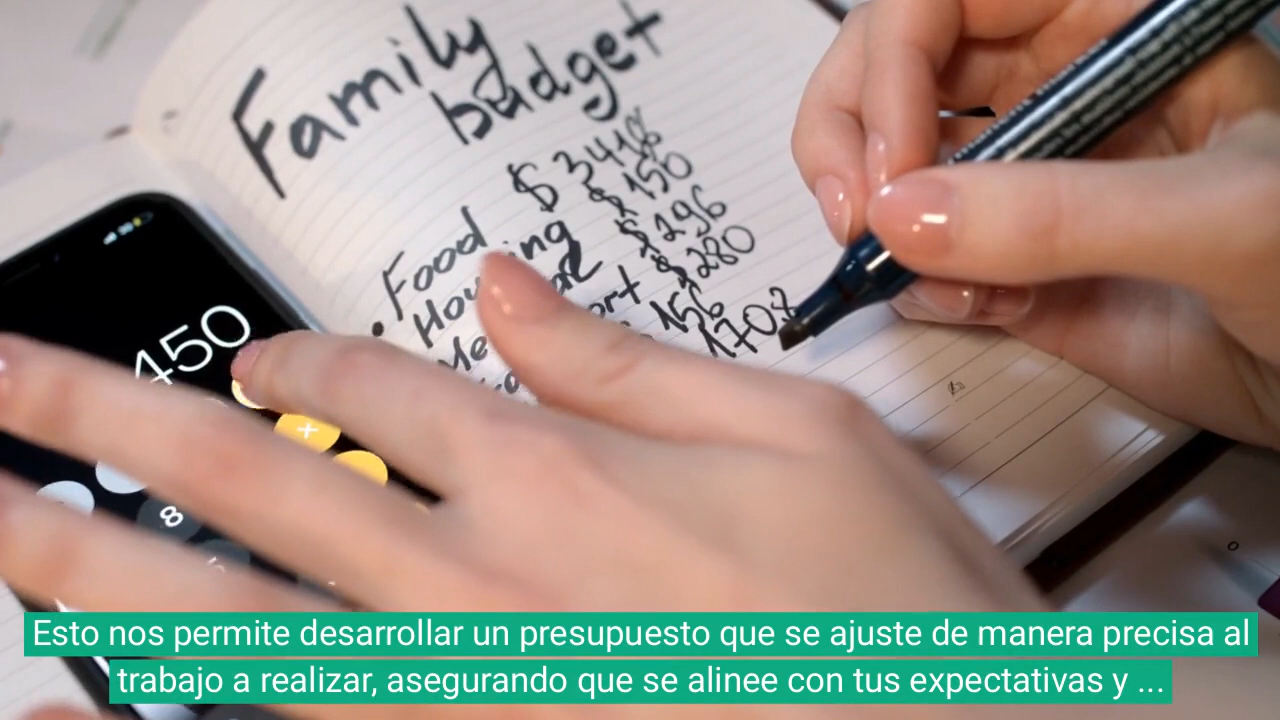 Family
budget
Food $ 3418
$ 150
$ 296
$ 280
156
1708
450
×
8
Esto nos permite desarrollar un presupuesto que se ajuste de manera precisa al
trabajo a realizar, asegurando que se alinee con tus expectativas y ...